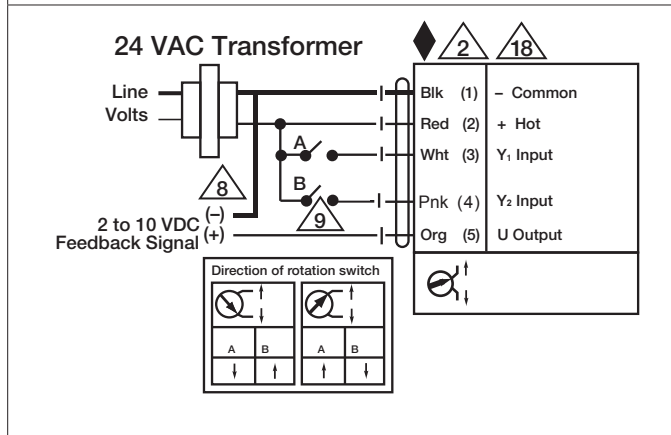 24 VAC Transformer
2
18
Line
Volts
Blk (1) – Common
Red (2) + Hot
A
Wht (3) Y₁ Input
B
Pnk (4) Y₂ Input
8
9
2 to 10 VDC (–)
Feedback Signal (+)
Org (5) U Output
Direction of rotation switch
A B
A B